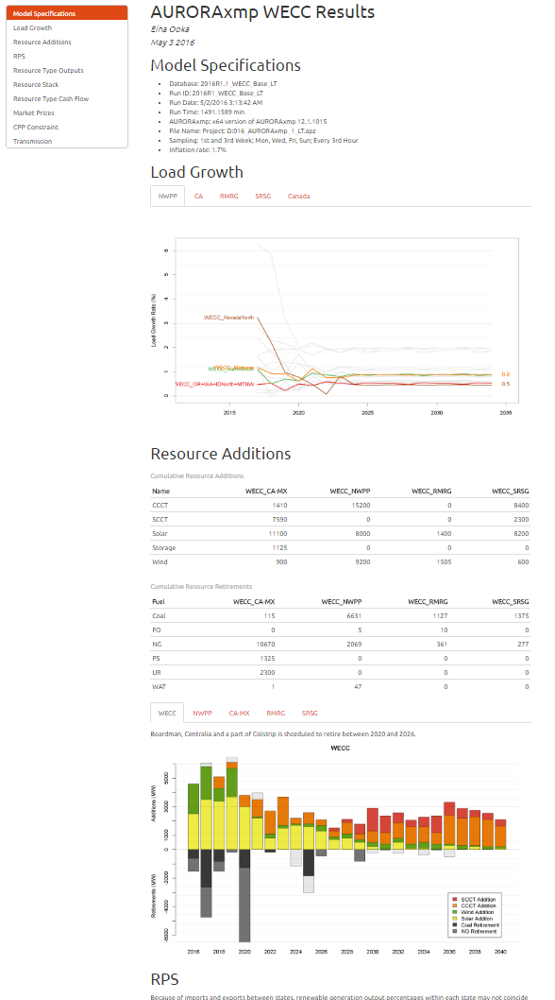 Model Specifications
Load Growth
Resource Additions
RPS
Resource Type Outputs
Resource Stack
Resource Type Cash Flow
Market Prices
CPP Constraint
Transmission
AURORAxmp WECC Results
Eina Ooka
May 3 2016
Model Specifications
Database: 2016R1.1_WECC_Base_LT
Run ID: 2016R1_WECC_Base_LT
Run Date: 5/2/2016 3:13:42 AM
Run Time: 1491.1589 min
AURORAxmp: x64 version of AURORAxmp 12.1.1015
File Name: Project: D:016_AURORAxmp_1_LT.apz
Sampling: 1st and 3rd Week; Mon, Wed, Fri, Sun; Every 3rd Hour
Inflation rate: 1.7%
Load Growth
NWPP CA RMRG SRSG Canada
Load Growth Rate (%)
6
5
4
3
2
1
0
WECC_NevadaNorth
WECC_OR+WA+IDNorth+MTNW
0.5
2015 2020 2025 2030 2035
Resource Additions
Cumulative Resource Additions
Name WECC_CA-MX WECC_NWPP WECC_RMRG WECC_SRSG
CCCT 1410 15200 0 8400
SCCT 7590 0 0 2300
Solar 11100 8000 1400 8200
Storage 1125 0 0 0
Wind 900 9200 1505 600
Cumulative Resource Retirements
Fuel WECC_CA-MX WECC_NWPP WECC_RMRG WECC_SRSG
Coal 115 6631 1127 1375
FO 0 5 10 0
NG 10670 2069 361 277
PS 1325 0 0 0
UR 2300 0 0 0
WAT 1 47 0 0
WECC NWPP CA-MX RMRG SRSG
Boardman, Centralia and a part of Colstrip is shceduled to retire between 2020 and 2026.
WECC
Additions (MW)
Retirements (MW)
5000
3000
1000
0
-2000
-4000
-6000
SCCT Addition
CCCT Addition
Wind Addition
Solar Addition
Coal Retirement
NG Retirement
2016 2018 2020 2022 2024 2026 2028 2030 2032 2034 2036 2038 2040
RPS
Because of imports and exports between states, renewable generation output percentages within each state may not coincide